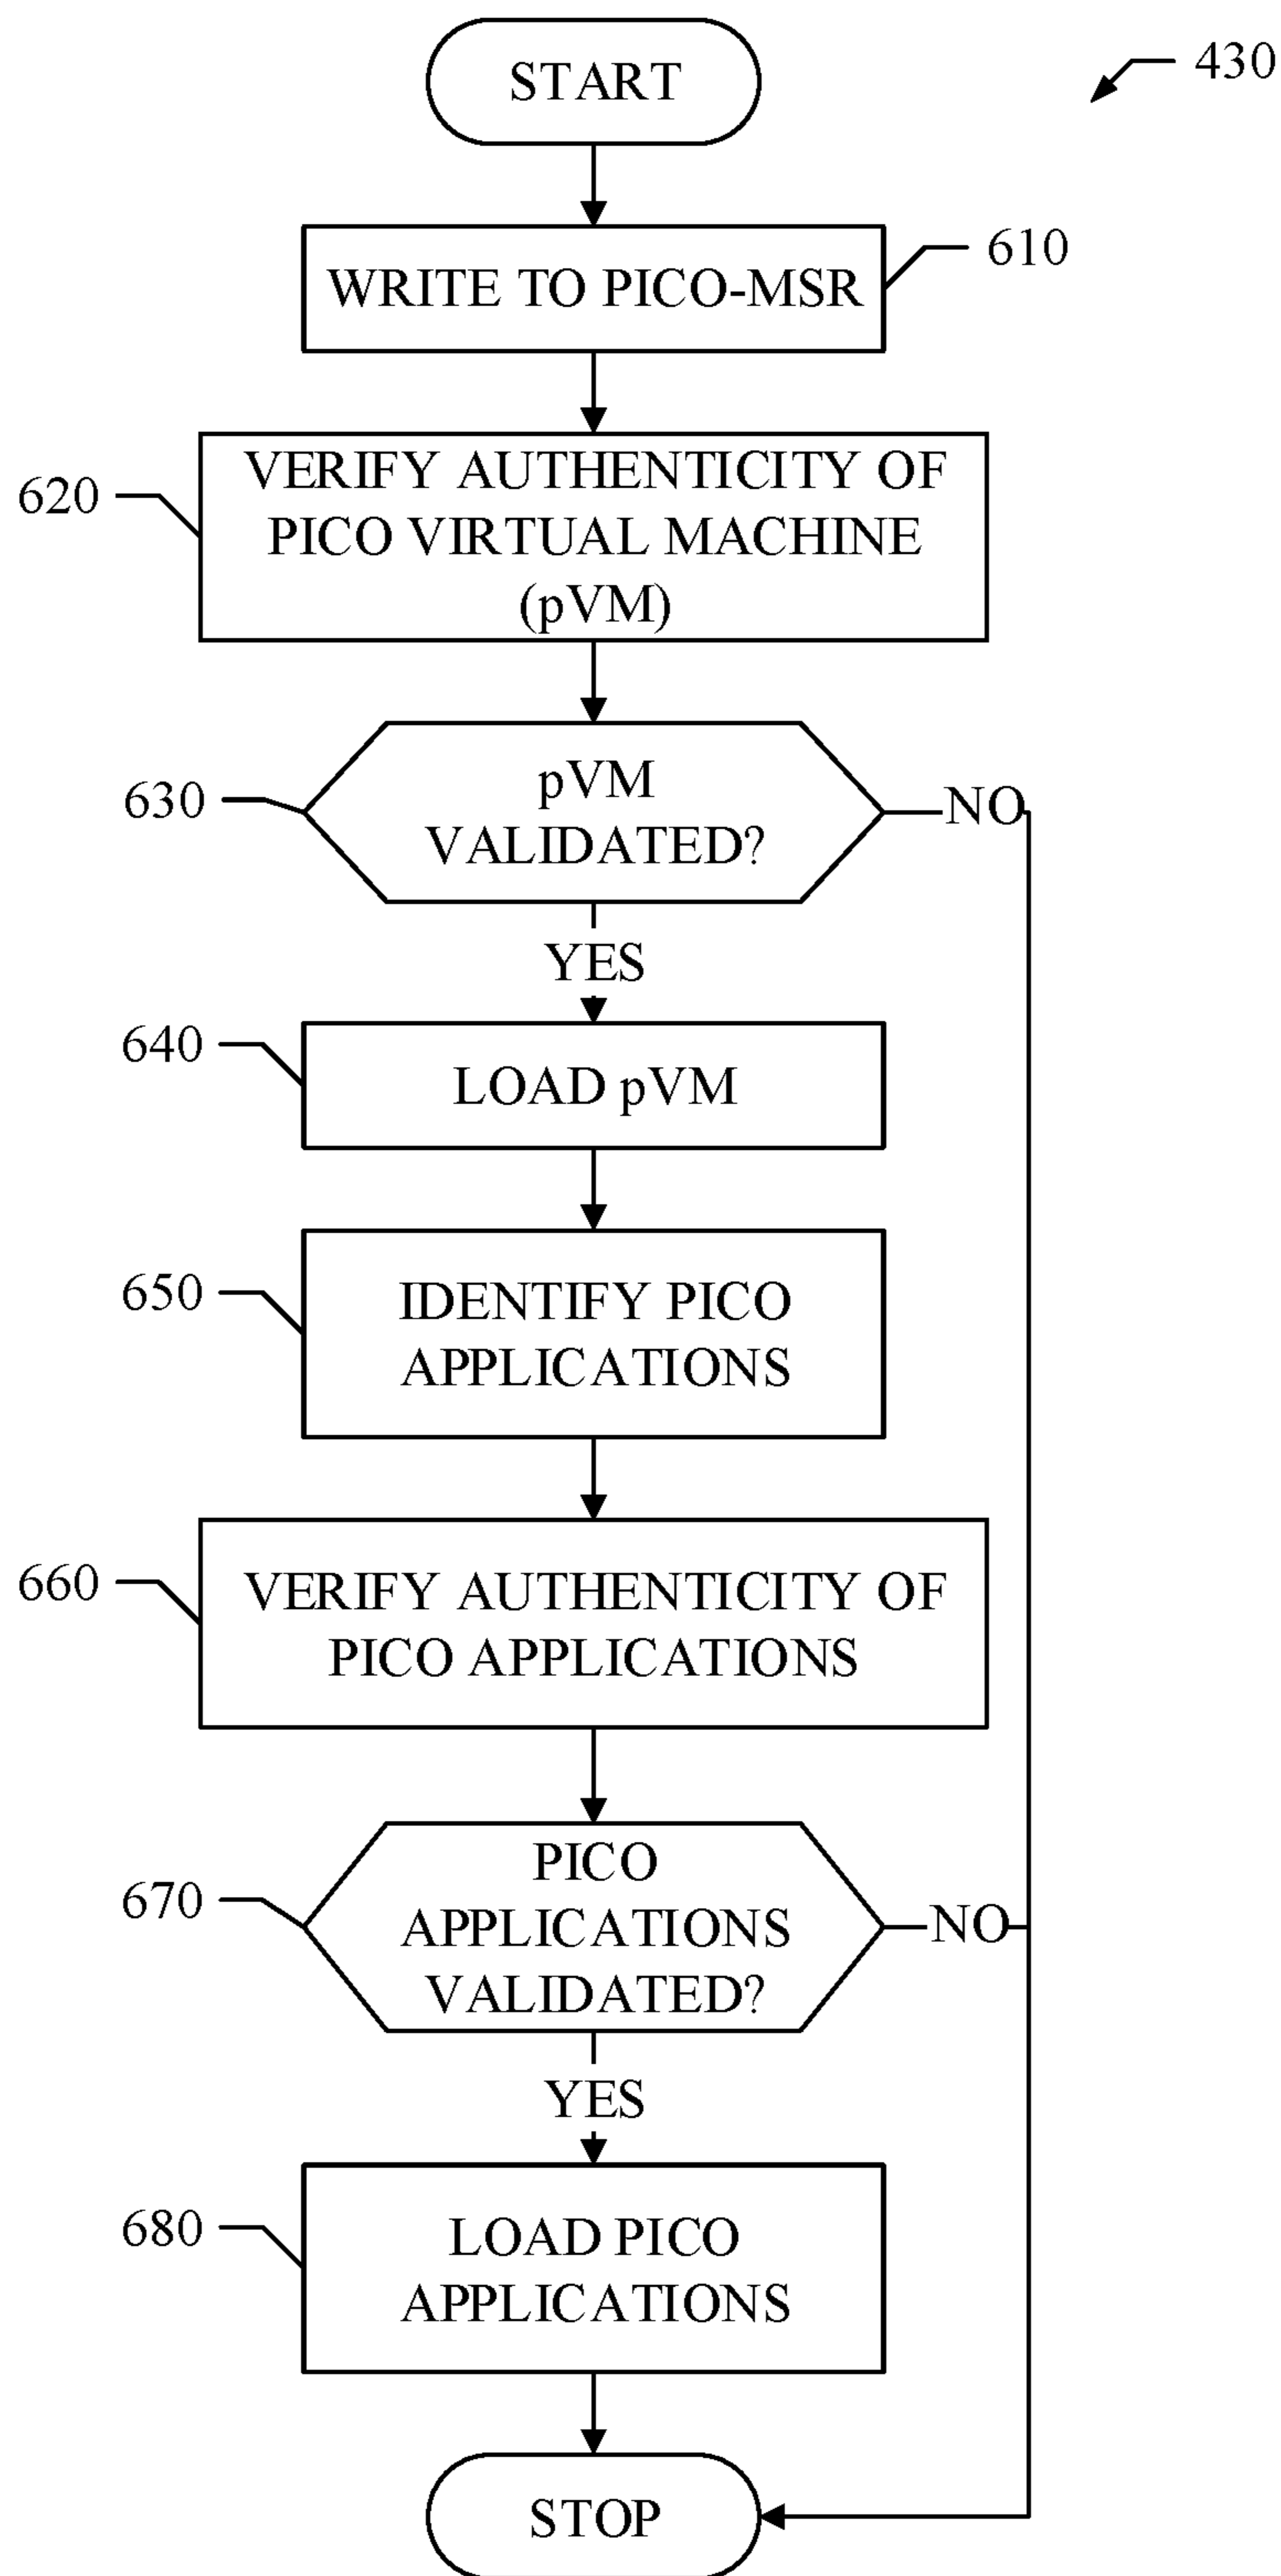 START
430
WRITE TO PICO-MSR
610
620
VERIFY AUTHENTICITY OF
PICO VIRTUAL MACHINE
(pVM)
630
pVM
VALIDATED?
NO
YES
640
LOAD pVM
650
IDENTIFY PICO
APPLICATIONS
660
VERIFY AUTHENTICITY OF
PICO APPLICATIONS
670
PICO
APPLICATIONS
VALIDATED?
NO
YES
680
LOAD PICO
APPLICATIONS
STOP